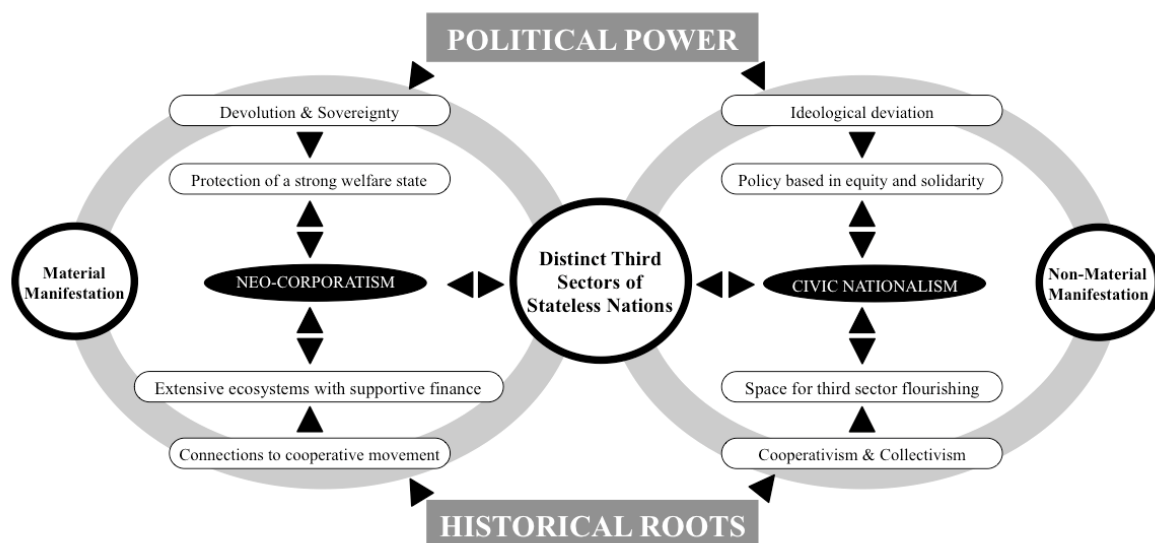 POLITICAL POWER
Devolution & Sovereignty
Ideological deviation
Protection of a strong welfare state
Policy based in equity and solidarity
Material
Manifestation
NEO-CORPORATISM
Distinct Third
Sectors of
Stateless Nations
CIVIC NATIONALISM
Non-Material
Manifestation
Extensive ecosystems with supportive finance
Space for third sector flourishing
Connections to cooperative movement
Cooperativism & Collectivism
HISTORICAL ROOTS